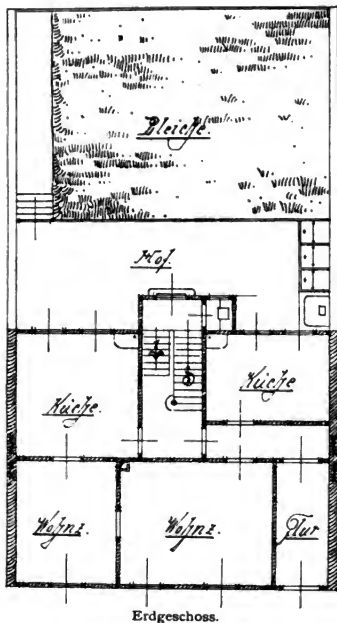 Bleiche.
Hof.
Küche.
Küche
Wohnz.
Wohnz.
Flur
Erdgeschoss.